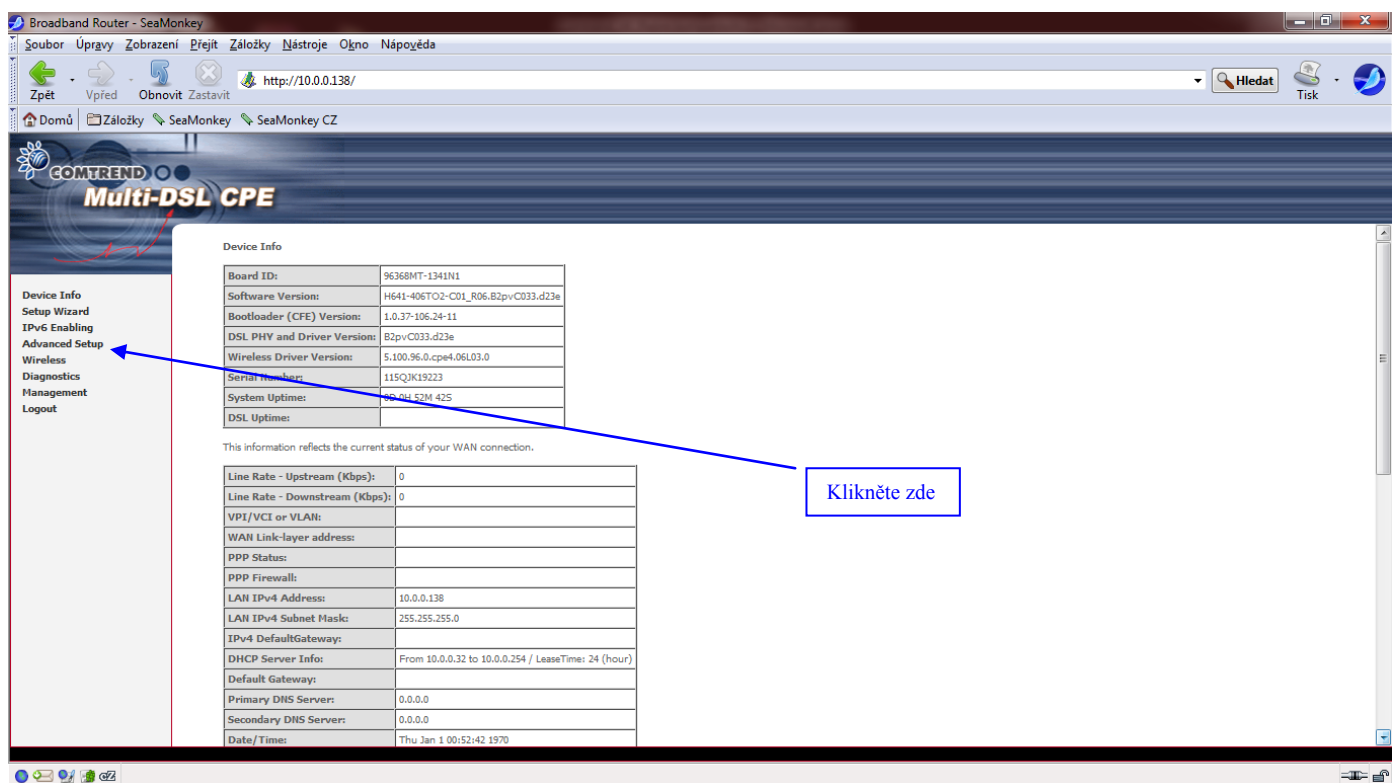 Broadband Router - SeaMonkey
Soubor Úpravy Zobrazení Přejít Záložky Nástroje Okno Nápověda
Zpět Vpřed Obnovit Zastavit http://10.0.0.138/ Hledat Tisk
Domů Záložky SeaMonkey SeaMonkey CZ
COMTREND
Multi-DSL CPE
Device Info
Setup Wizard
IPv6 Enabling
Advanced Setup
Wireless
Diagnostics
Management
Logout
Device Info
Board ID: 96368MT-1341N1
Software Version: H641-406TO2-C01_R06.B2pvC033.d23e
Bootloader (CFE) Version: 1.0.37-106.24-11
DSL PHY and Driver Version: B2pvC033.d23e
Wireless Driver Version: 5.100.96.0.cpe4.06L03.0
Serial Number: 115QJK19223
System Uptime: 0D 0H 52M 42S
DSL Uptime:
This information reflects the current status of your WAN connection.
Line Rate - Upstream (Kbps): 0
Line Rate - Downstream (Kbps): 0
VPI/VCI or VLAN:
WAN Link-layer address:
PPP Status:
PPP Firewall:
LAN IPv4 Address: 10.0.0.138
LAN IPv4 Subnet Mask: 255.255.255.0
IPv4 DefaultGateway:
DHCP Server Info: From 10.0.0.32 to 10.0.0.254 / LeaseTime: 24 (hour)
Default Gateway:
Primary DNS Server: 0.0.0.0
Secondary DNS Server: 0.0.0.0
Date/Time: Thu Jan 1 00:52:42 1970
Klikněte zde
cZ